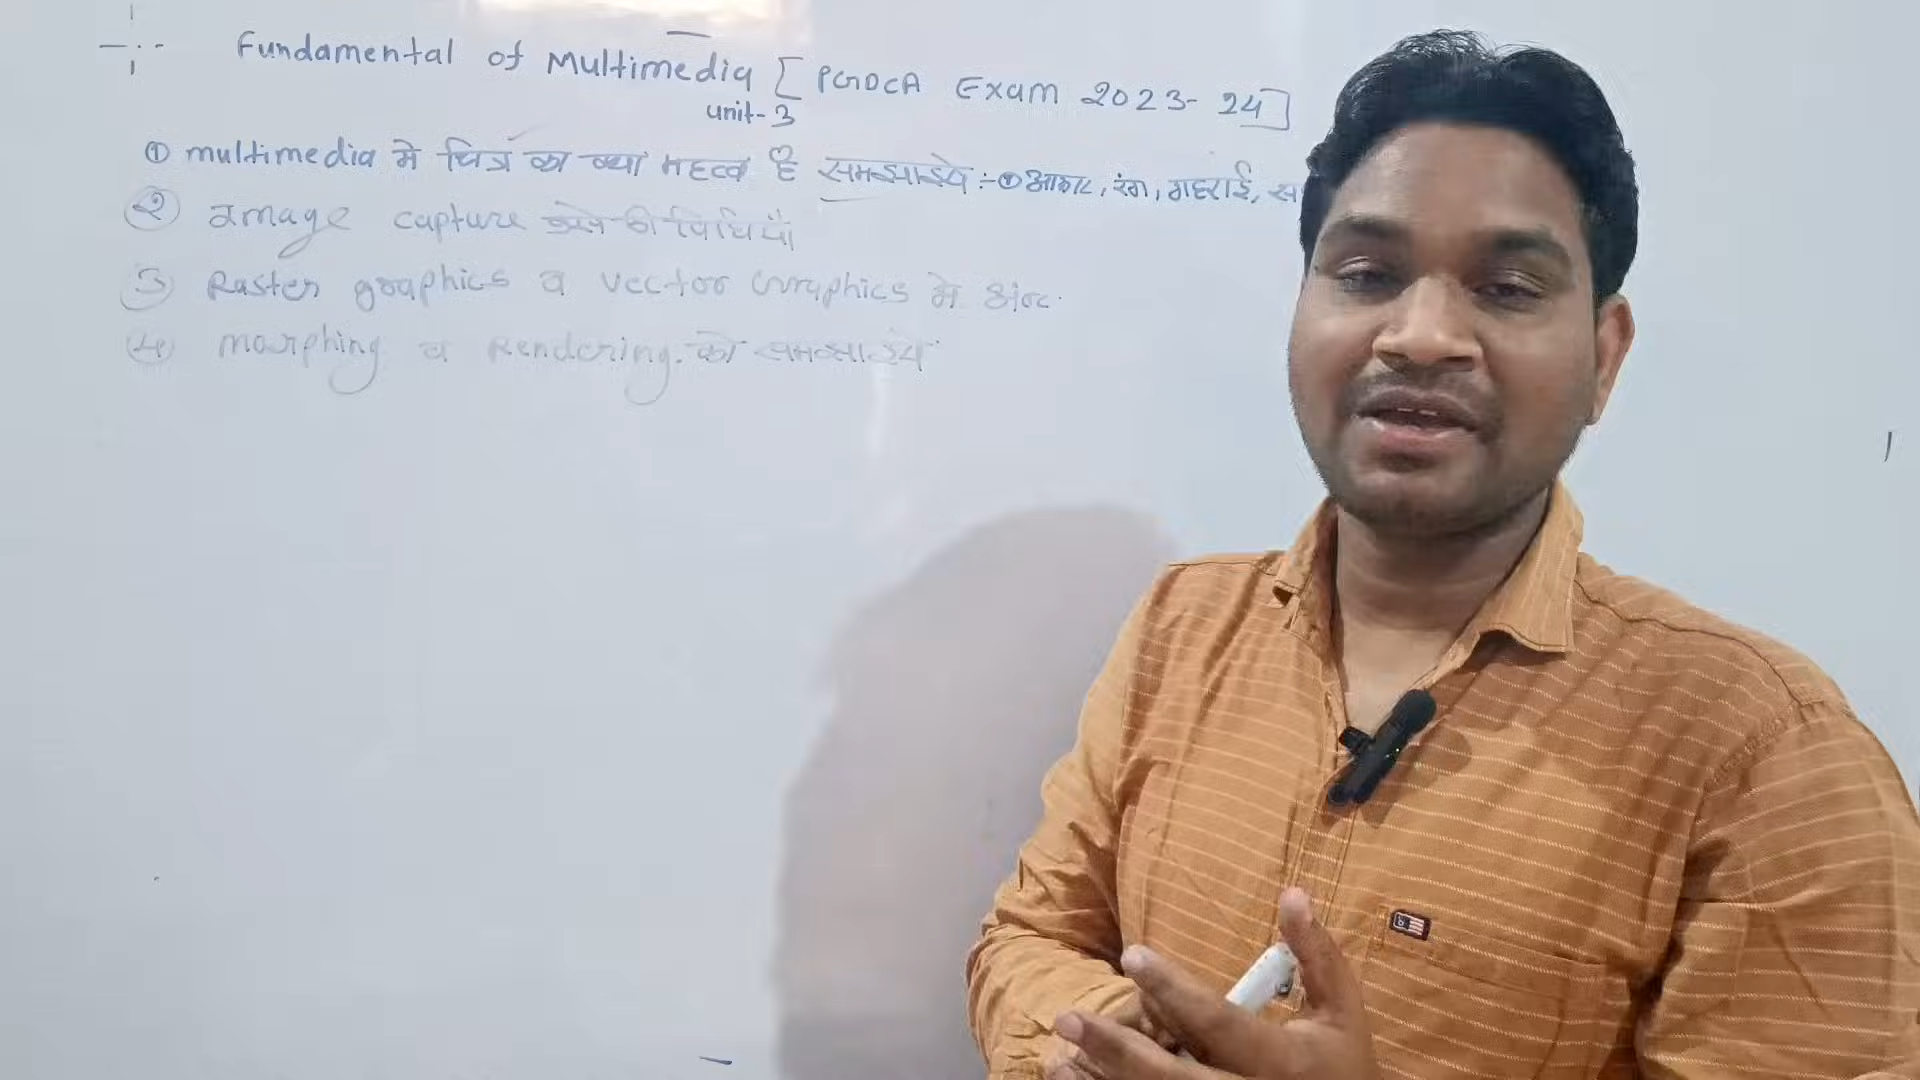 Fundamental of Multimedia [PGDCA Exam 2023-24]
unit-3
① multimedia मे चित्र का क्या महत्व है समझाइये :- ① आकार, रंग, गहराई, स
② Image capture करने की विधियाँ
③ Raster graphics व Vector Graphics मे अंतर
④ morphing व Rendering को समझाइये